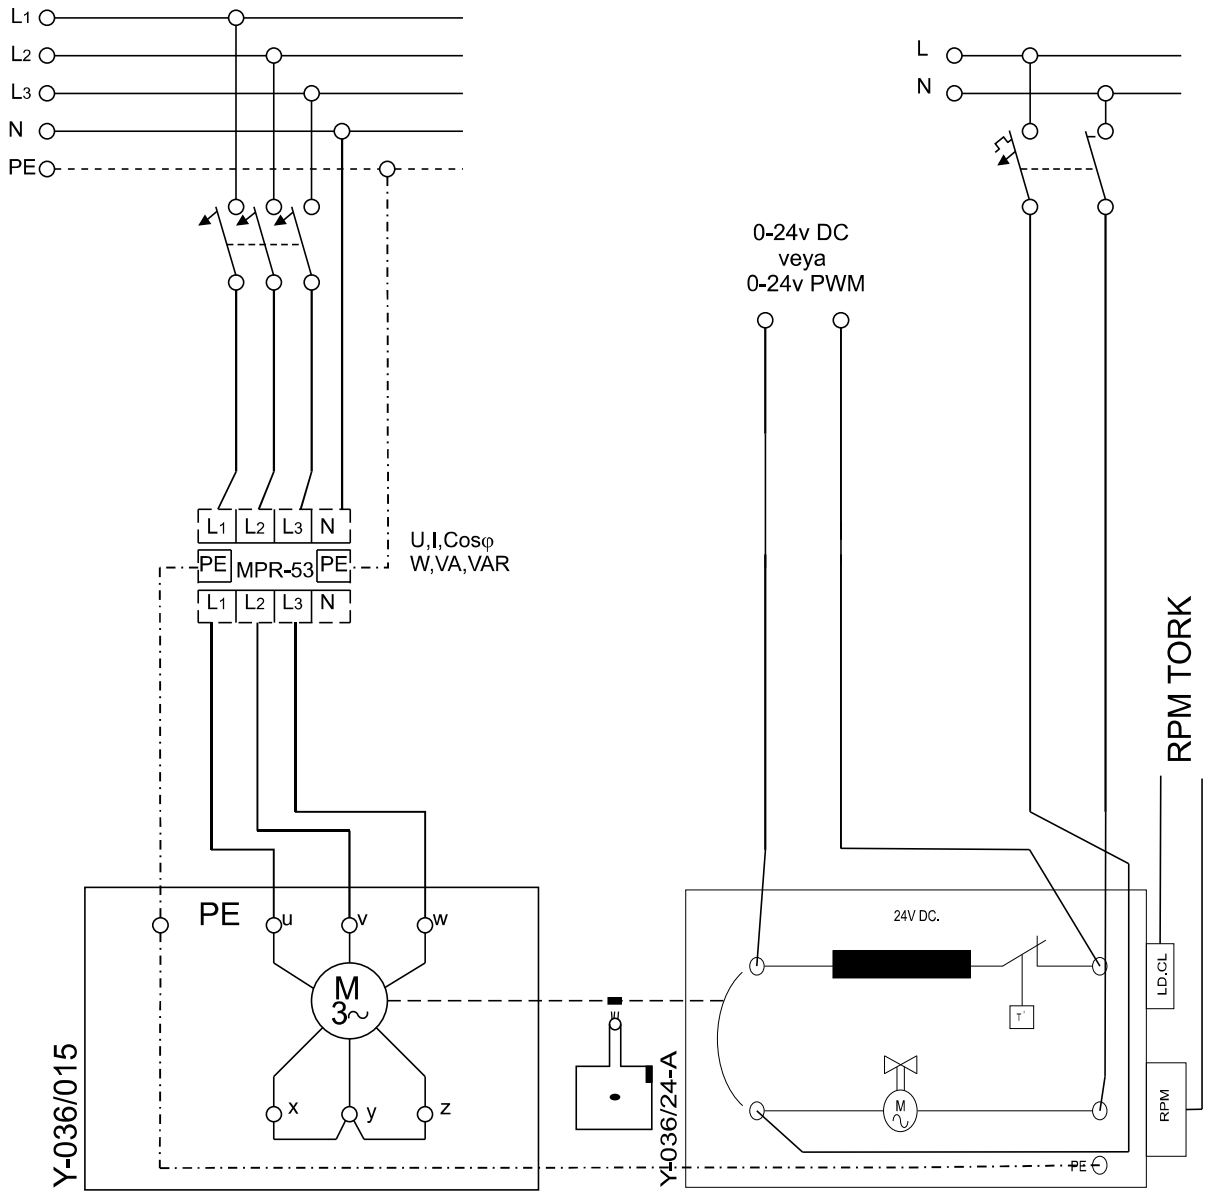 L1
L2
L3
N
PE
L
N
0-24v DC
veya
0-24v PWM
L1 L2 L3 N
PE MPR-53 PE
L1 L2 L3 N
U,I,Cosφ
W,VA,VAR
RPM TORK
PE
u
v
w
M
3~
x
y
z
Y-036/015
Y-036/24-A
24V DC.
T°
M
PE
LD.CL
RPM